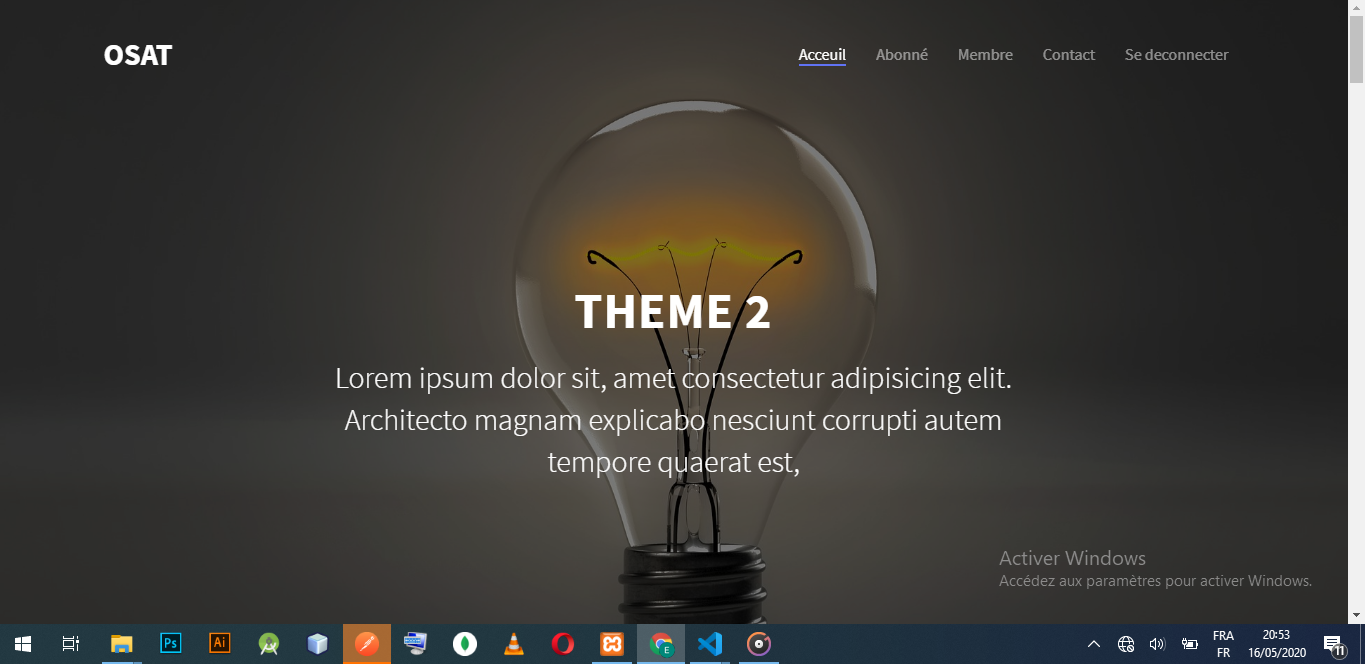 OSAT
Acceuil Abonné Membre Contact Se deconnecter
THEME 2
Lorem ipsum dolor sit, amet consectetur adipisicing elit.
Architecto magnam explicabo nesciunt corrupti autem
tempore quaerat est,
Activer Windows
Accédez aux paramètres pour activer Windows.
Ps Ai E
FRA 20:53
FR 16/05/2020 11